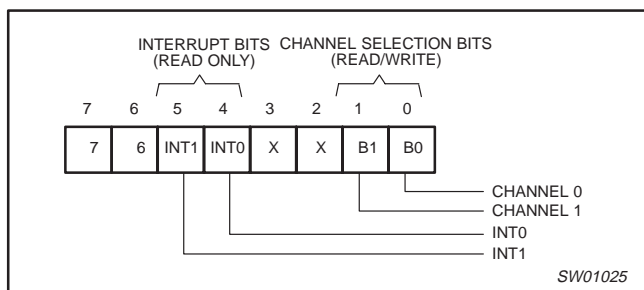 INTERRUPT BITS CHANNEL SELECTION BITS
(READ ONLY) (READ/WRITE)
7 6 5 4 3 2 1 0
7 6 INT1 INT0 X X B1 B0
CHANNEL 0
CHANNEL 1
INT0
INT1
SW01025